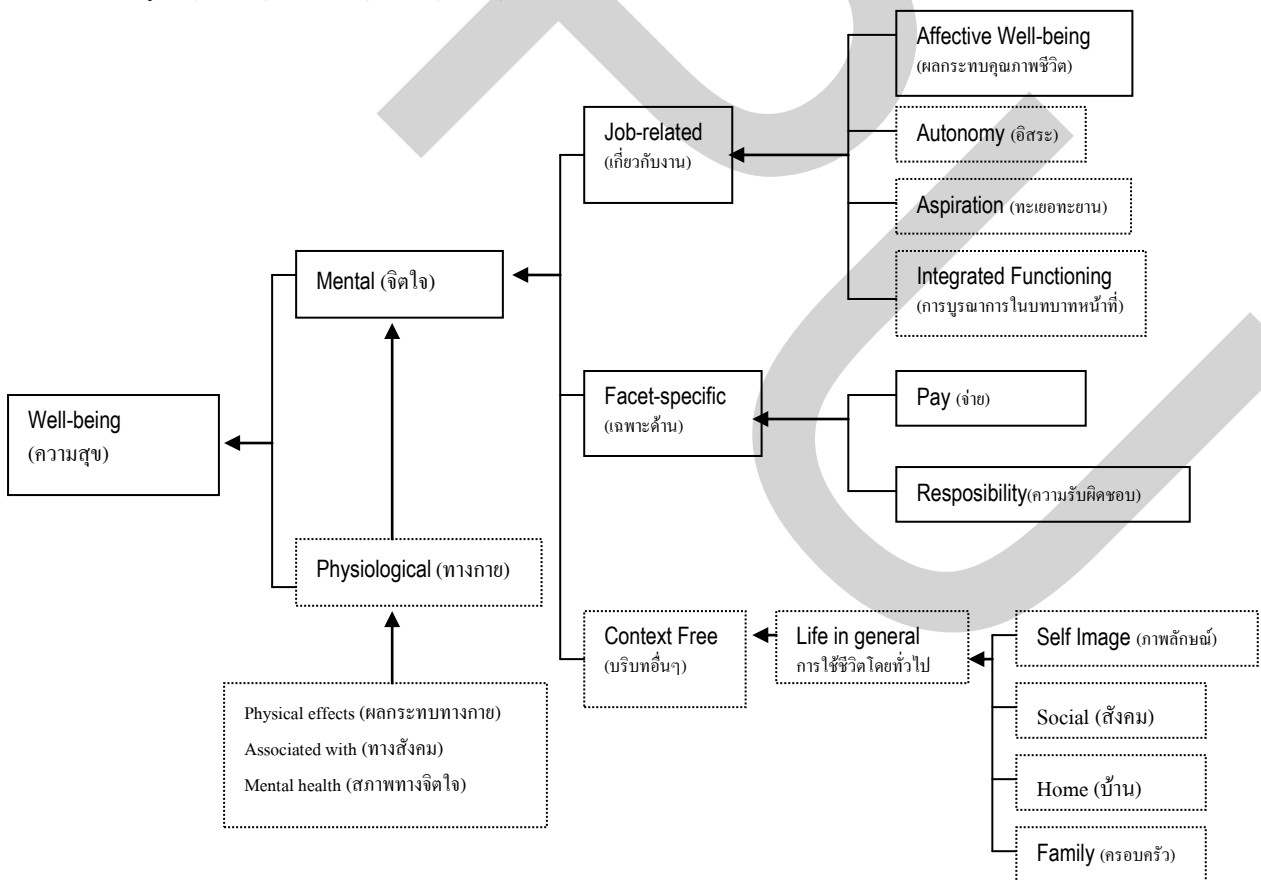 Affective Well-being
(ผลกระทบคุณภาพชีวิต)
Job-related
(เกี่ยวกับงาน)
Autonomy (อิสระ)
Aspiration (ทะเยอทะยาน)
Integrated Functioning
(การบูรณาการในบทบาทหน้าที่)
Mental (จิตใจ)
Well-being
(ความสุข)
Facet-specific
(เฉพาะด้าน)
Pay (จ่าย)
Resposibility(ความรับผิดชอบ)
Physiological (ทางกาย)
Context Free
(บริบทอื่นๆ)
Life in general
การใช้ชีวิตโดยทั่วไป
Self Image (ภาพลักษณ์)
Social (สังคม)
Home (บ้าน)
Family (ครอบครัว)
Physical effects (ผลกระทบทางกาย)
Associated with (ทางสังคม)
Mental health (สภาพทางจิตใจ)